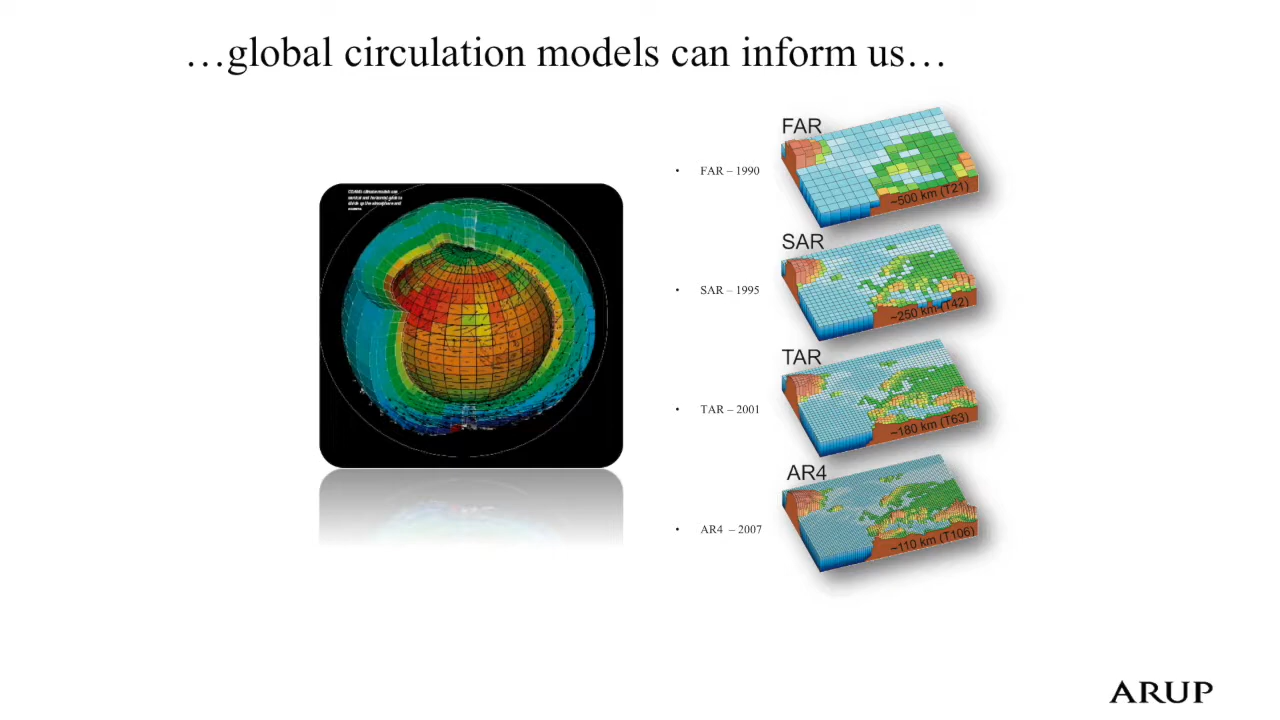 …global circulation models can inform us…
FAR
• FAR – 1990
~500 km (T21)
SAR
• SAR – 1995
~250 km (T42)
TAR
• TAR – 2001
~180 km (T63)
AR4
• AR4 – 2007
~110 km (T106)
ARUP